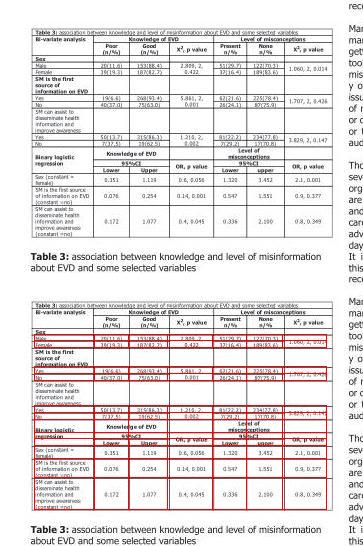 Table 3: association between knowledge and level of misinformation about EVD and some selected variables
Bi-variate analysis Knowledge of EVD Level of misconceptions
Poor (n/%) Good (n/%) X², p value Present (n/%) None (n/%) X², p value
Sex
Male 20(11.6) 153(88.4) 2.809, 2, 0.422 51(29.7) 122(70.3) 1.060, 2, 0.014
Female 39(19.3) 187(82.7) 37(16.4) 189(83.6)
SM is the first source of information on EVD
Yes 19(6.6) 268(93.4) 5.861, 2, 0.001 62(21.6) 225(78.4) 1.707, 2, 0.426
No 40(37.0) 75(63.0) 26(24.1) 87(75.9)
SM can assist to disseminate health information and improve awareness
Yes 50(13.7) 315(86.3) 1.210, 2, 0.001 81(22.2) 234(77.8) 3.829, 2, 0.147
No 7(37.5) 12(62.5) 7(29.2) 17(70.8)
Binary logistic regression Knowledge of EVD Level of misconceptions
95%CI OR, p value 95%CI OR, p value
Lower Upper Lower Upper
Sex (constant = female) 0.351 1.119 0.6, 0.056 1.320 3.452 2.1, 0.001
SM is the first source of information on EVD (constant =no) 0.076 0.254 0.14, 0.001 0.547 1.551 0.9, 0.377
SM can assist to disseminate health information and improve awareness (constant =no) 0.172 1.077 0.4, 0.045 0.336 2.100 0.8, 0.349
Table 3: association between knowledge and level of misinformation
about EVD and some selected variables
Table 3: association between knowledge and level of misinformation about EVD and some selected variables
Bi-variate analysis Knowledge of EVD Level of misconceptions
Poor (n/%) Good (n/%) X², p value Present (n/%) None (n/%) X², p value
Sex
Male 20(11.6) 153(88.4) 2.809, 2, 0.422 51(29.7) 122(70.3) 1.060, 2, 0.014
Female 39(19.3) 187(82.7) 37(16.4) 189(83.6)
SM is the first source of information on EVD
Yes 19(6.6) 268(93.4) 5.861, 2, 0.001 62(21.6) 225(78.4) 1.707, 2, 0.426
No 40(37.0) 75(63.0) 26(24.1) 87(75.9)
SM can assist to disseminate health information and improve awareness
Yes 50(13.7) 315(86.3) 1.210, 2, 0.001 81(22.2) 234(77.8) 3.829, 2, 0.147
No 7(37.5) 12(62.5) 7(29.2) 17(70.8)
Binary logistic regression Knowledge of EVD Level of misconceptions
95%CI OR, p value 95%CI OR, p value
Lower Upper Lower Upper
Sex (constant = female) 0.351 1.119 0.6, 0.056 1.320 3.452 2.1, 0.001
SM is the first source of information on EVD (constant =no) 0.076 0.254 0.14, 0.001 0.547 1.551 0.9, 0.377
SM can assist to disseminate health information and improve awareness (constant =no) 0.172 1.077 0.4, 0.045 0.336 2.100 0.8, 0.349
Table 3: association between knowledge and level of misinformation
about EVD and some selected variables